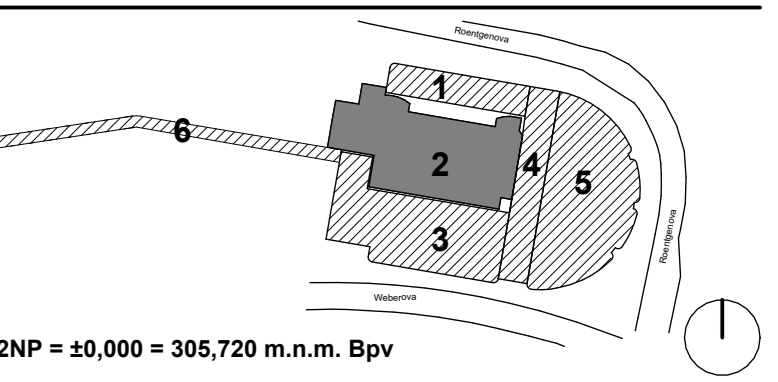 Roentgenova
1
6
2
4
5
Roentgenova
3
Weberova
2NP = ±0,000 = 305,720 m.n.m. Bpv